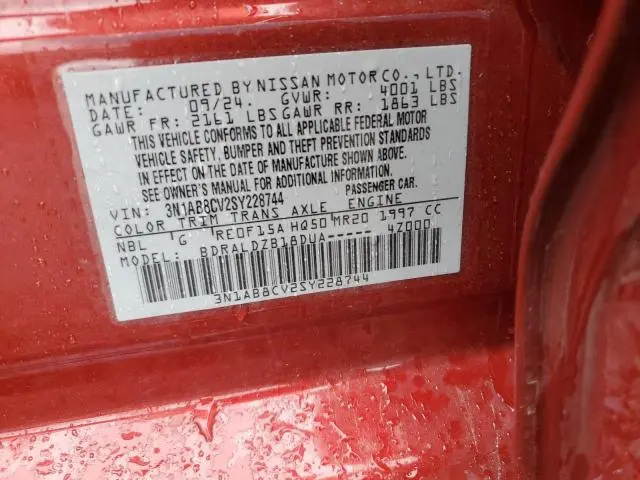 MANUFACTURED BY NISSAN MOTOR CO., LTD.
DATE: 09/24. GVWR: 4001 LBS
GAWR FR: 2161 LBS GAWR RR: 1863 LBS
THIS VEHICLE CONFORMS TO ALL APPLICABLE FEDERAL MOTOR
VEHICLE SAFETY, BUMPER AND THEFT PREVENTION STANDARDS
IN EFFECT ON THE DATE OF MANUFACTURE SHOWN ABOVE.
SEE OWNER'S MANUAL FOR ADDITIONAL INFORMATION.
VIN: 3N1AB8CV2SY228744 PASSENGER CAR.
COLOR TRIM TRANS AXLE ENGINE
NBL G RE0F15A HQ50 MR20 1997 CC
MODEL: BDRALDZB18DUA 4Z000
3N1AB8CV2SY228744